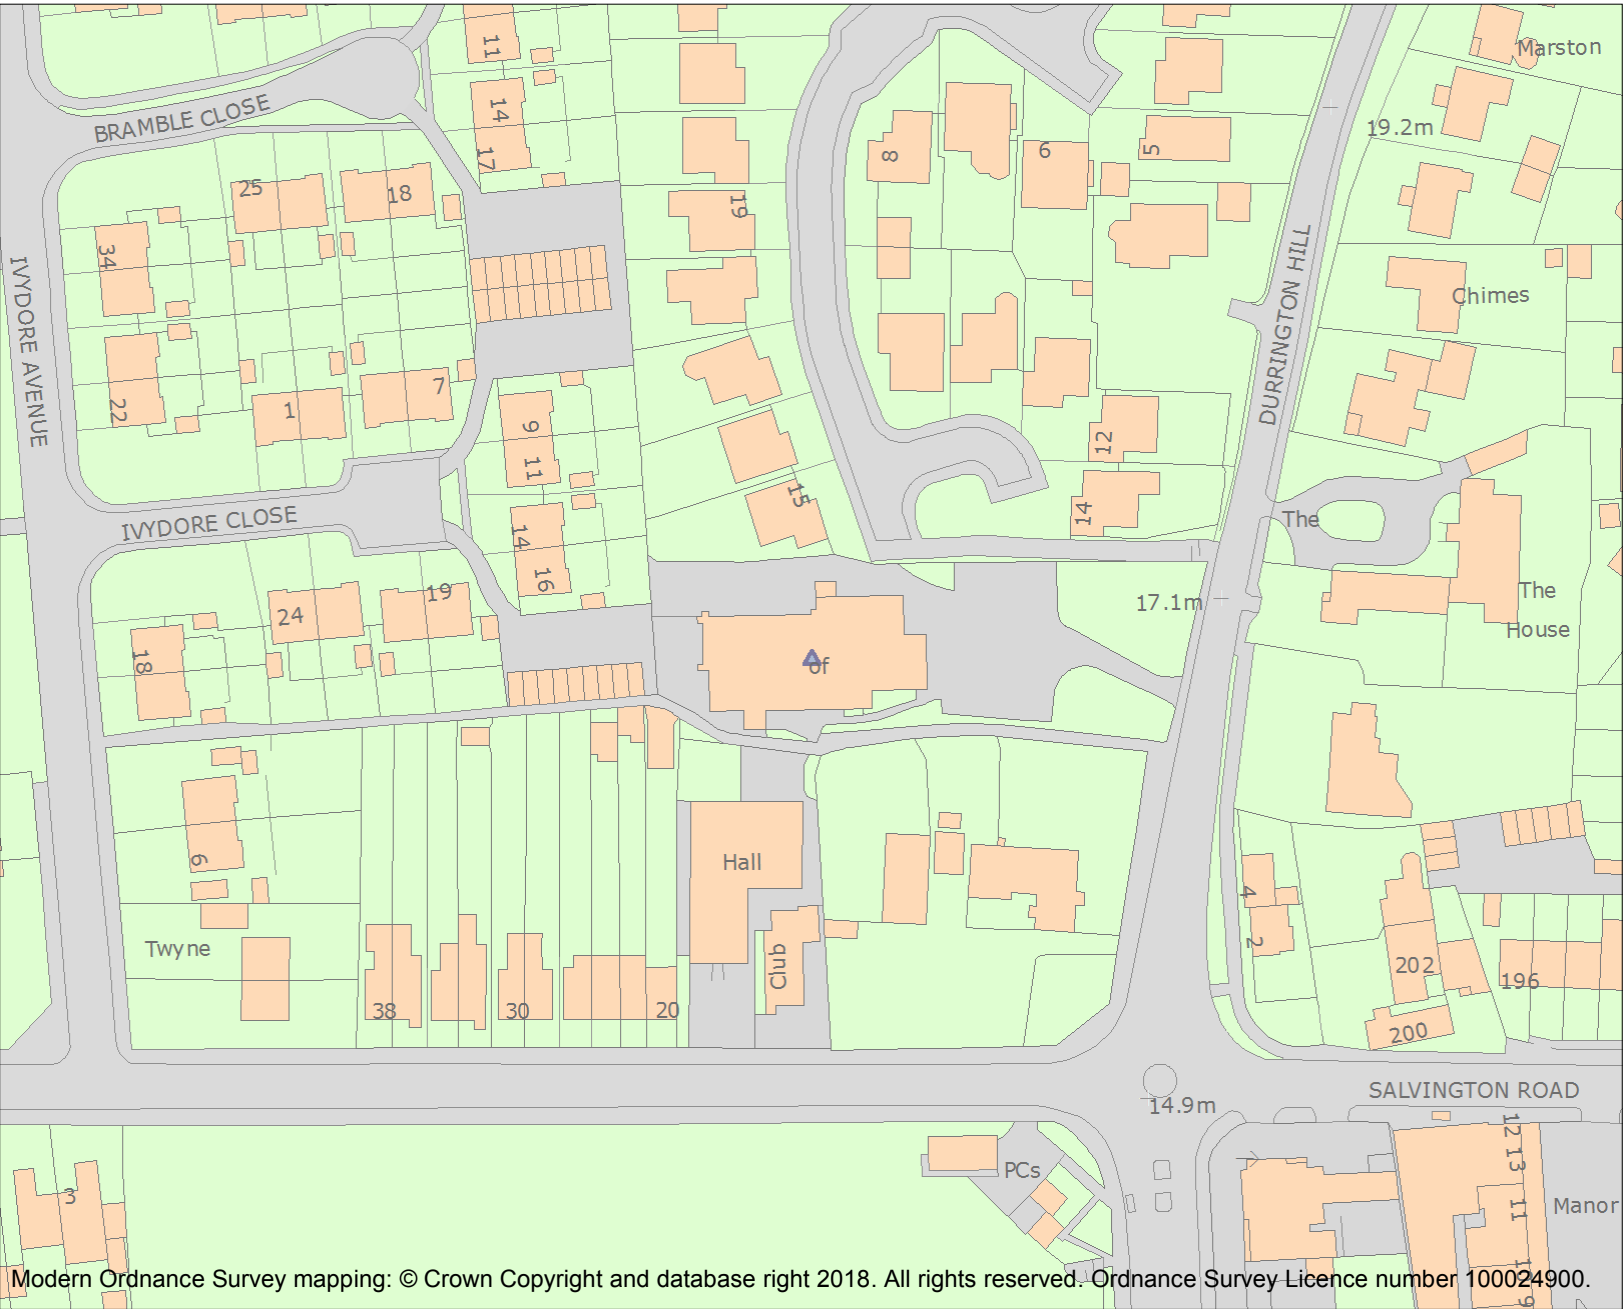 11
Marston
BRAMBLE CLOSE
14
17
19.2m
8
6
5
25
18
19
34
IVYDORE AVENUE
DURRINGTON HILL
Chimes
22
1
7
9
11
12
15
14
The
IVYDORE CLOSE
14
16
24
19
17.1m
The
House
18
of
6
Hall
4
2
Twyne
Club
202
196
38
30
20
200
SALVINGTON ROAD
14.9m
12
13
PCs
3
11
Manor
Modern Ordnance Survey mapping: © Crown Copyright and database right 2018. All rights reserved. Ordnance Survey Licence number 100024900.
9